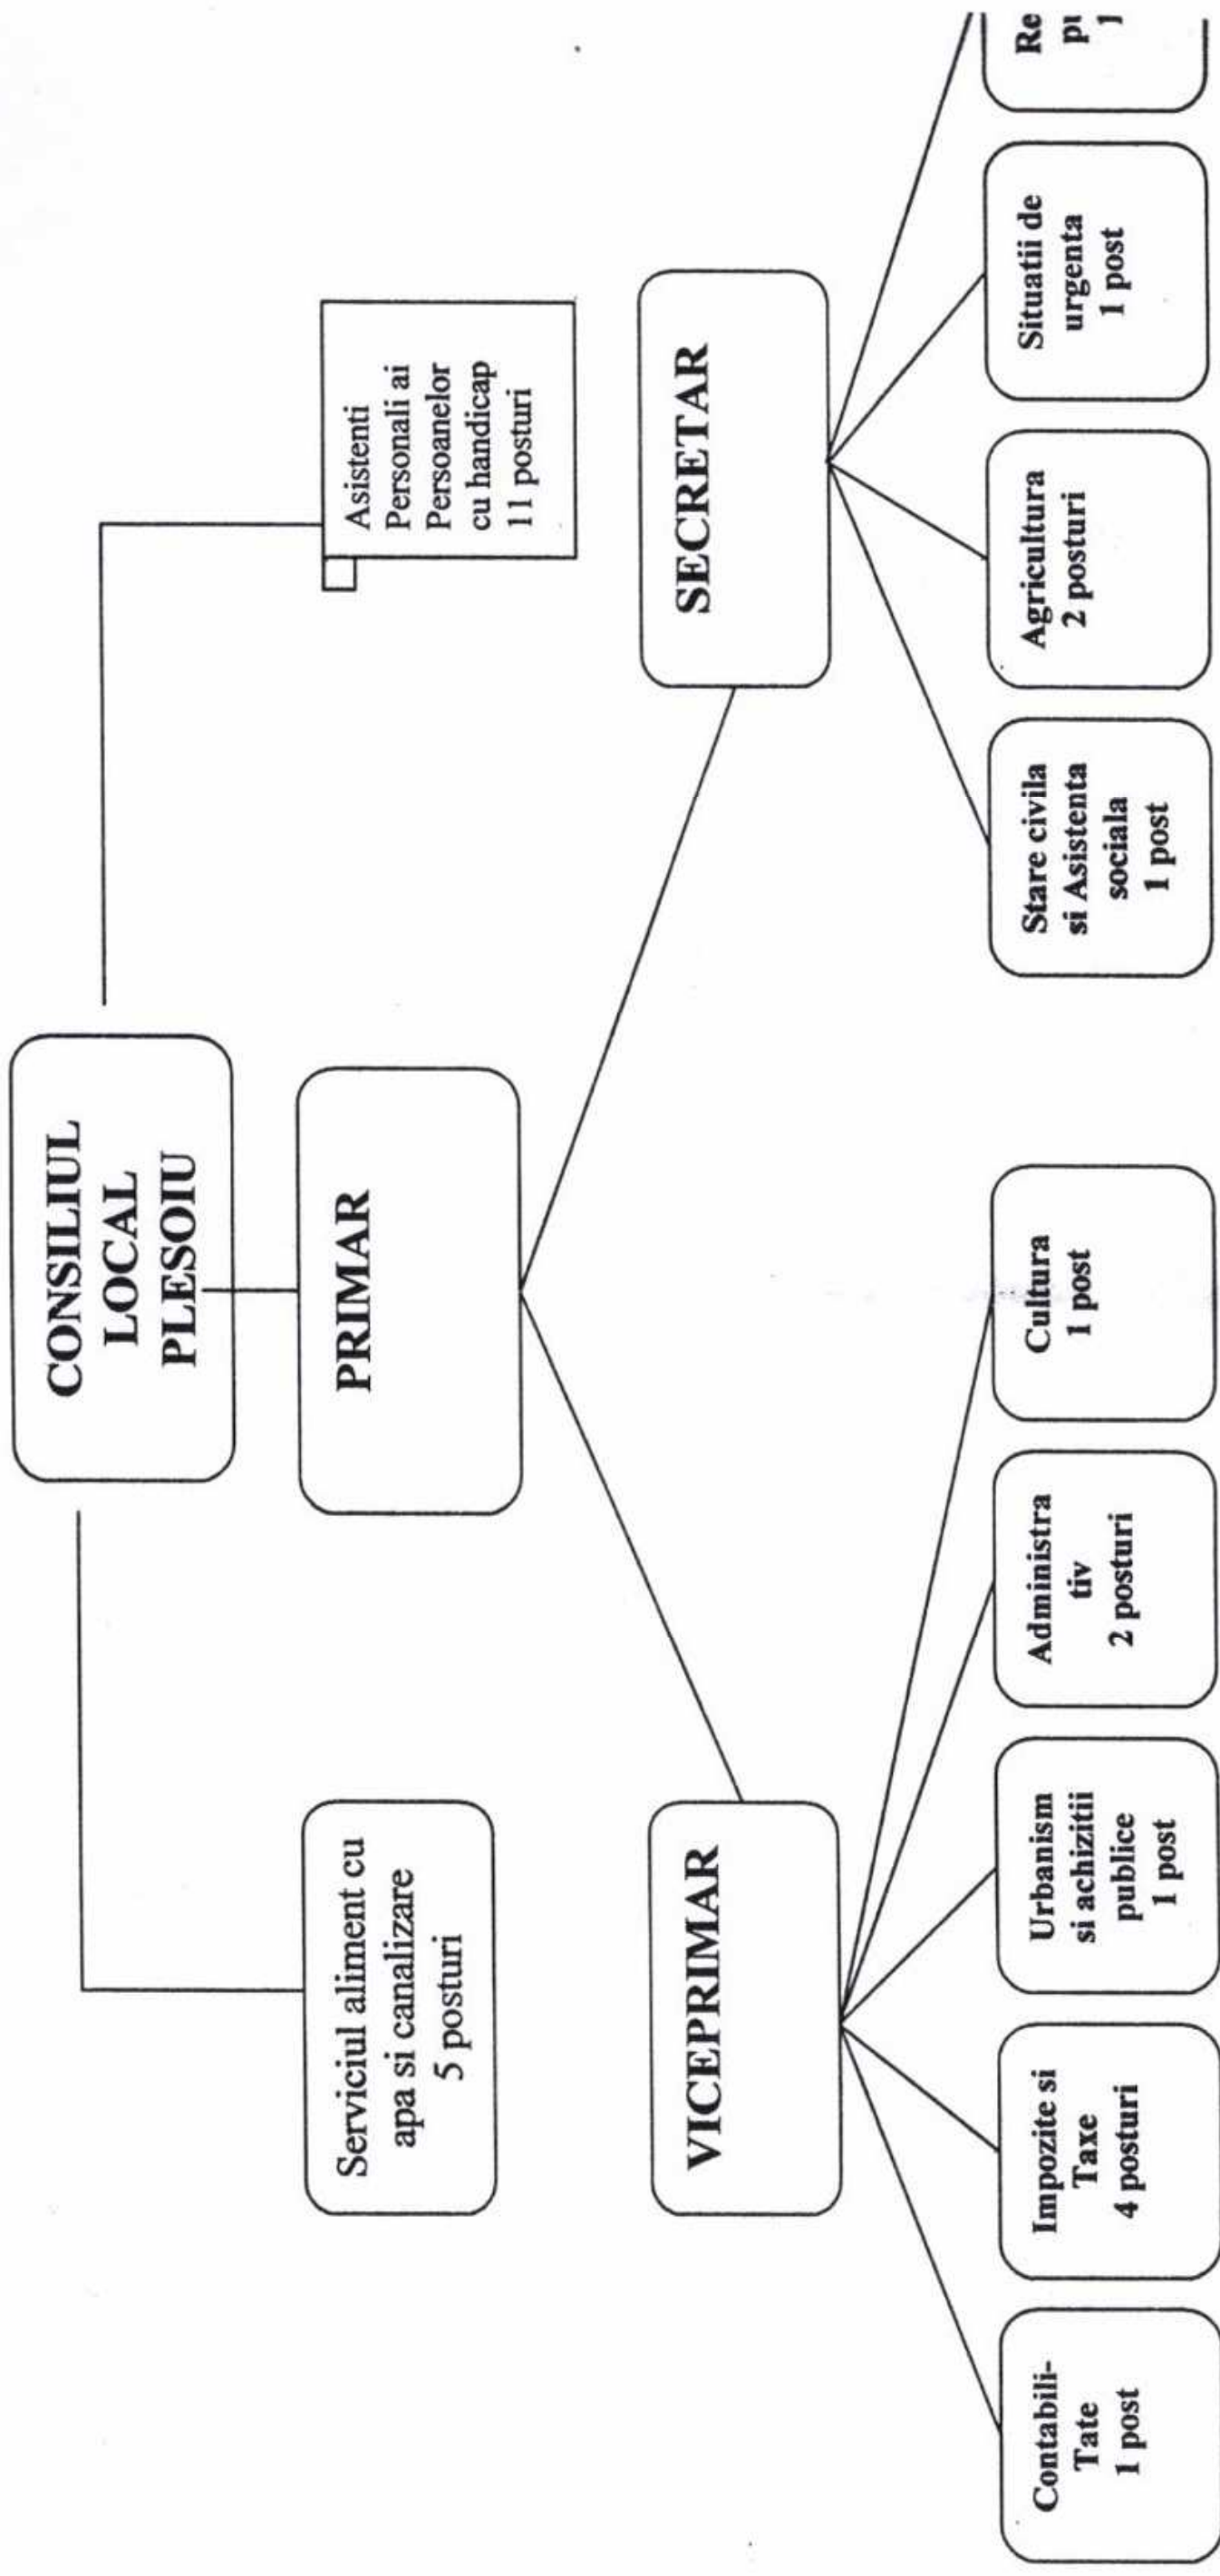 CONSILIUL
LOCAL
PLESOIU
PRIMAR
Serviciul aliment cu
apa si canalizare
5 posturi
Asistenti
Personali ai
Persoanelor
cu handicap
11 posturi
VICEPRIMAR
SECRETAR
Contabili-
Tate
1 post
Impozite si
Taxe
4 posturi
Urbanism
si achizitii
publice
1 post
Administra
tiv
2 posturi
Cultura
1 post
Stare civila
si Asistenta
sociala
1 post
Agricultura
2 posturi
Situatii de
urgenta
1 post
Re